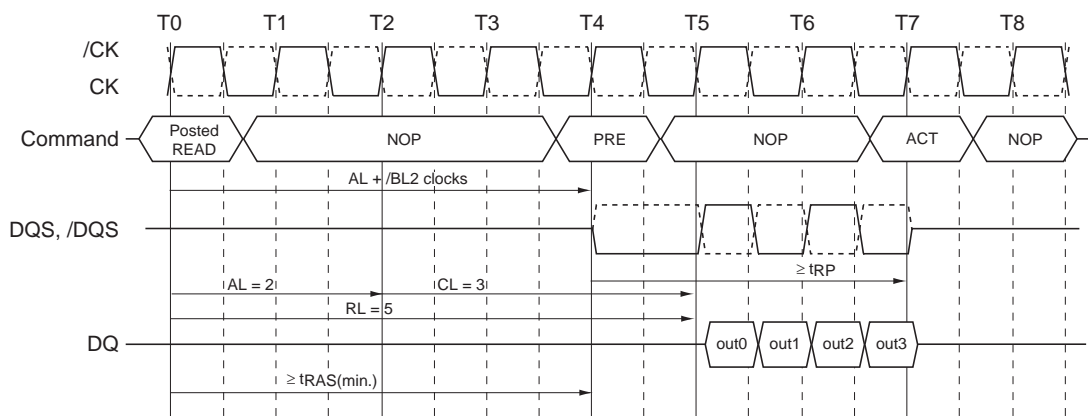 T0 T1 T2 T3 T4 T5 T6 T7 T8
/CK
CK
Command Posted READ NOP PRE NOP ACT NOP
AL + /BL2 clocks
DQS, /DQS
≥ tRP
AL = 2 CL = 3
RL = 5
DQ out0 out1 out2 out3
≥ tRAS(min.)